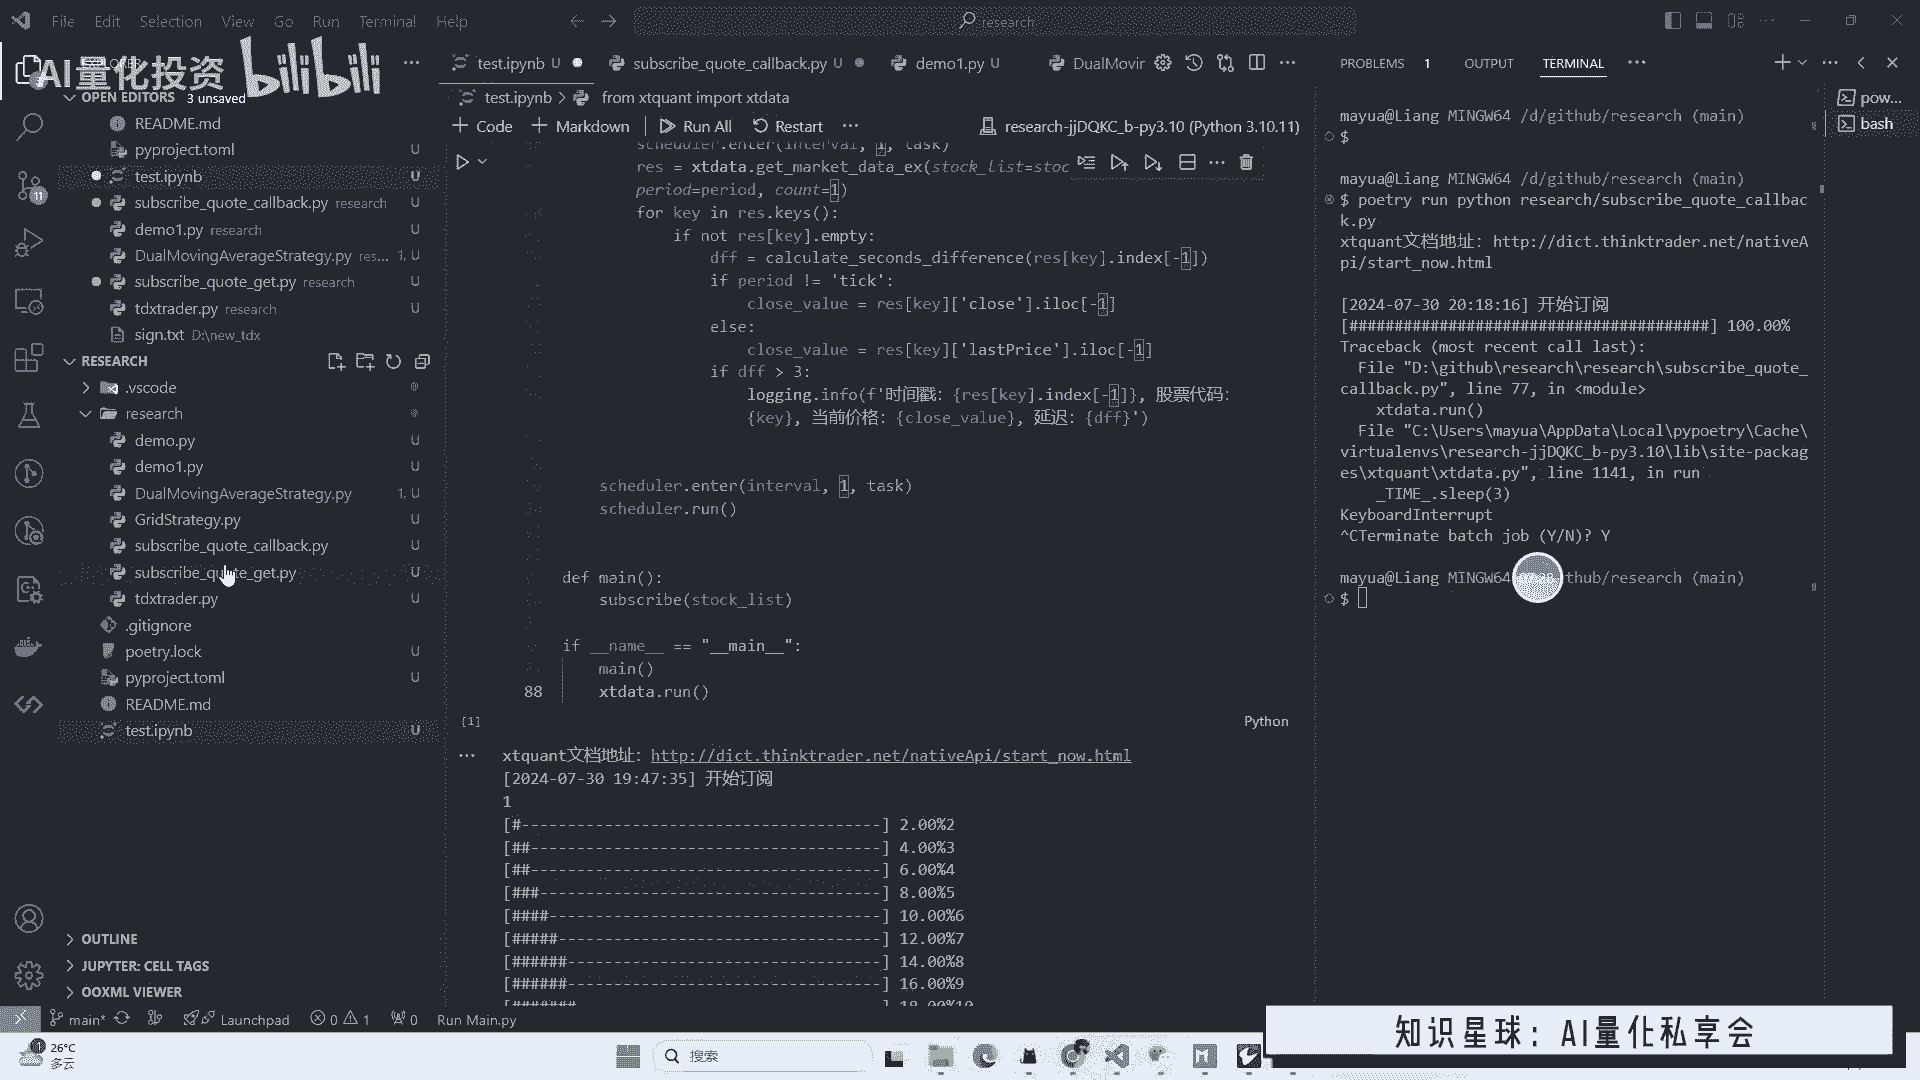 File Edit Selection View Go Run Terminal Help
research
AI量化投资 bilibili
OPEN EDITORS 3 unsaved
README.md
pyproject.toml U
test.ipynb U
subscribe_quote_callback.py research U
demo1.py research U
DualMovingAverageStrategy.py res... 1, U
subscribe_quote_get.py research U
tdxtrader.py research U
sign.txt D:\new_tdx
RESEARCH
.vscode
research
demo.py U
demo1.py U
DualMovingAverageStrategy.py 1, U
GridStrategy.py U
subscribe_quote_callback.py U
subscribe_quote_get.py U
tdxtrader.py U
.gitignore
poetry.lock U
pyproject.toml U
README.md
test.ipynb U
OUTLINE
JUPYTER: CELL TAGS
OOXML VIEWER
11
test.ipynb U subscribe_quote_callback.py U demo1.py U DualMovir
test.ipynb > from xtquant import xtdata
Code Markdown Run All Restart ... research-jjDQKC_b-py3.10 (Python 3.10.11)
scheduler.enter(interval, 1, task)
res = xtdata.get_market_data_ex(stock_list=stoc
period=period, count=1)
for key in res.keys():
if not res[key].empty:
dff = calculate_seconds_difference(res[key].index[-1])
if period != 'tick':
close_value = res[key]['close'].iloc[-1]
else:
close_value = res[key]['lastPrice'].iloc[-1]
if dff > 3:
logging.info(f'时间戳: {res[key].index[-1]}, 股票代码:
{key}, 当前价格: {close_value}, 延迟: {dff}')
scheduler.enter(interval, 1, task)
scheduler.run()
def main():
subscribe(stock_list)
if __name__ == "__main__":
main()
88 xtdata.run()
[1] Python
xtquant文档地址: http://dict.thinktrader.net/nativeApi/start_now.html
[2024-07-30 19:47:35] 开始订阅
1
[#---------------------------------------] 2.00%2
[##--------------------------------------] 4.00%3
[##--------------------------------------] 6.00%4
[###-------------------------------------] 8.00%5
[####------------------------------------] 10.00%6
[#####-----------------------------------] 12.00%7
[######----------------------------------] 14.00%8
[######----------------------------------] 16.00%9
[#######---------------------------------] 18.00%10
PROBLEMS 1 OUTPUT TERMINAL
pow...
bash
mayua@Liang MINGW64 /d/github/research (main)
$
mayua@Liang MINGW64 /d/github/research (main)
$ poetry run python research/subscribe_quote_callbac
k.py
xtquant文档地址: http://dict.thinktrader.net/nativeA
pi/start_now.html
[2024-07-30 20:18:16] 开始订阅
[########################################] 100.00%
Traceback (most recent call last):
File "D:\github\research\research\subscribe_quote_
callback.py", line 77, in <module>
xtdata.run()
File "C:\Users\mayua\AppData\Local\pypoetry\Cache\
virtualenvs\research-jjDQKC_b-py3.10\lib\site-packag
es\xtquant\xtdata.py", line 1141, in run
_TIME_.sleep(3)
KeyboardInterrupt
^CTerminate batch job (Y/N)? Y
mayua@Liang MINGW64 thub/research (main)
$
main* Launchpad 0 1 0 Run Main.py
知识星球: AI量化私享会
26°C
多云
搜索